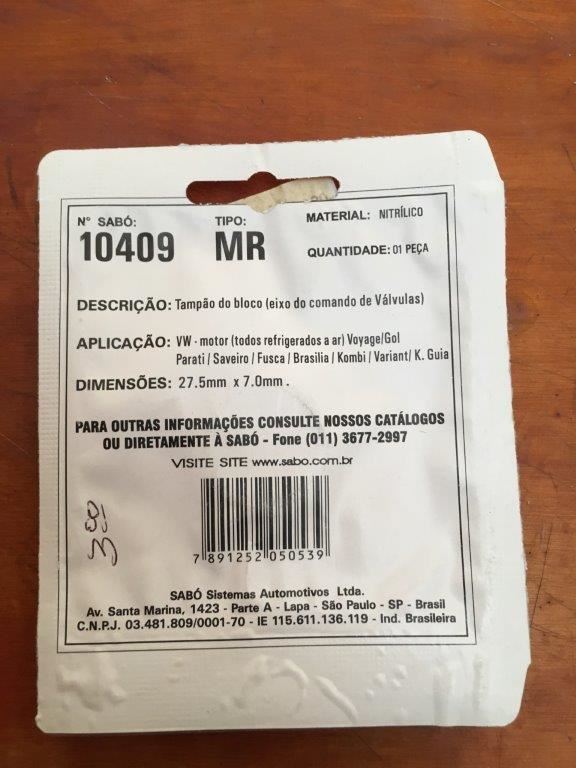 Nº SABÓ: TIPO: MATERIAL: NITRÍLICO
10409 MR QUANTIDADE: 01 PEÇA
DESCRIÇÃO: Tampão do bloco (eixo do comando de Válvulas)
APLICAÇÃO: VW - motor (todos refrigerados a ar) Voyage/Gol
Parati / Saveiro / Fusca / Brasilia / Kombi / Variant/ K. Guia
DIMENSÕES: 27.5mm x 7.0mm .
PARA OUTRAS INFORMAÇÕES CONSULTE NOSSOS CATÁLOGOS
OU DIRETAMENTE À SABÓ - Fone (011) 3677-2997
VISITE SITE www.sabo.com.br
7 891252 050539
SABÓ Sistemas Automotivos Ltda.
Av. Santa Marina, 1423 - Parte A - Lapa - São Paulo - SP - Brasil
C.N.P.J. 03.481.809/0001-70 - IE 115.611.136.119 - Ind. Brasileira